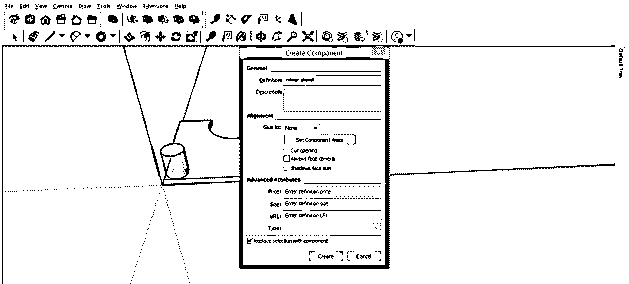 File Edit View Camera Draw Tools Window Extensions Help
Create Component
Default Tray
General
Definition:
Description:
Alignment
Glue to: None
Set Component Axes
Cut opening
Always face camera
Shadows face sun
Advanced Attributes
Price: Enter definition price
Size: Enter definition size
URL: Enter definition URL
Type:
Replace selection with component
Create Cancel